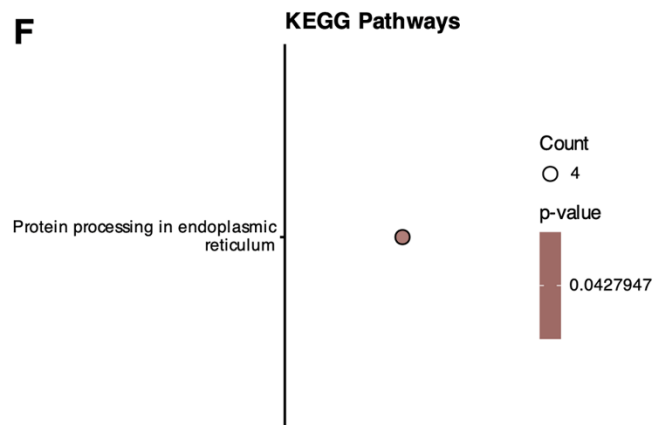 F
KEGG Pathways
Protein processing in endoplasmic
reticulum
Count
4
p-value
0.0427947